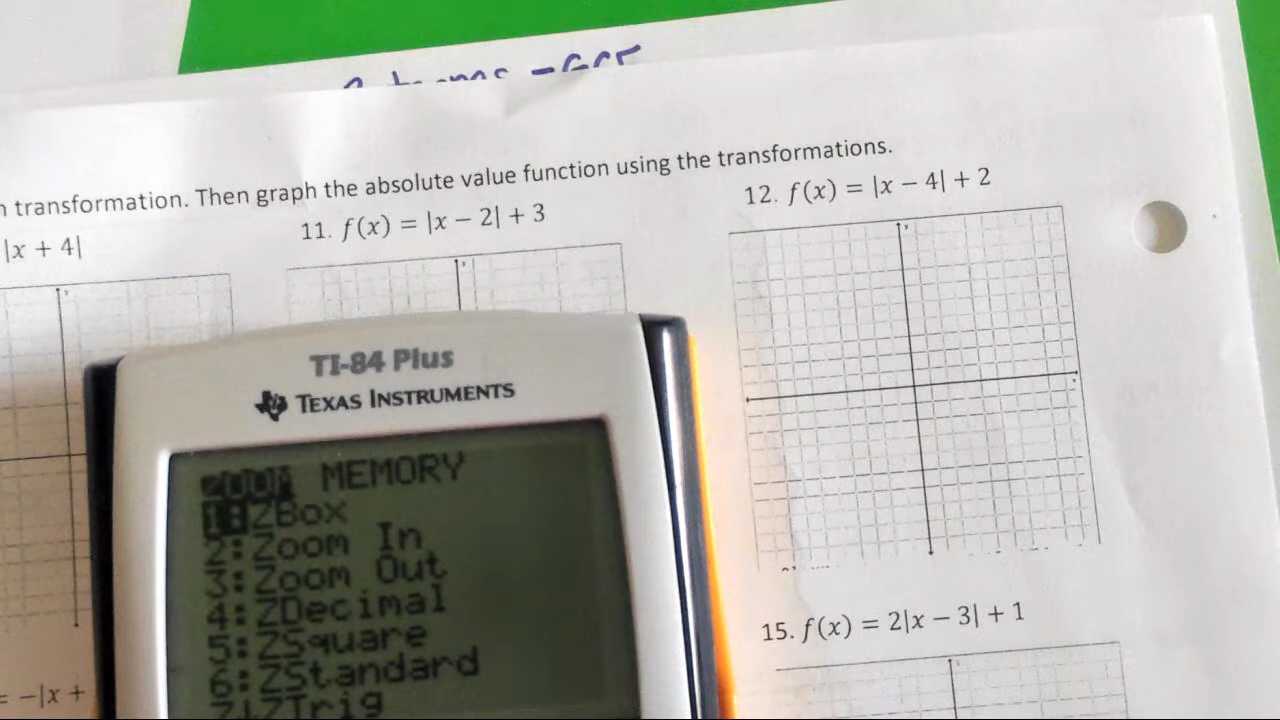 transformation. Then graph the absolute value function using the transformations.
|x + 4|
11. f(x) = |x − 2| + 3
12. f(x) = |x − 4| + 2
TI-84 Plus
TEXAS INSTRUMENTS
ZOOM MEMORY
1:ZBox
2:Zoom In
3:Zoom Out
4:ZDecimal
5:ZSquare
6:ZStandard
7↓ZTrig
15. f(x) = 2|x − 3| + 1
= −|x +